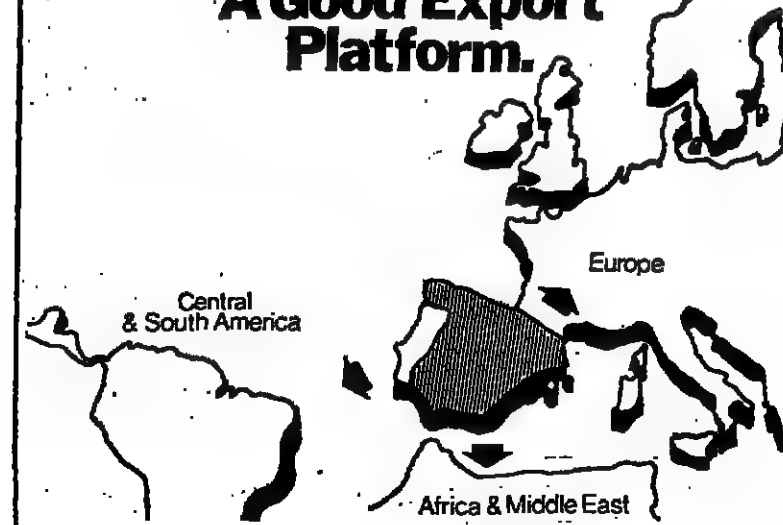 A Good Export
Platform.
Europe
Central
& South America
Africa & Middle East